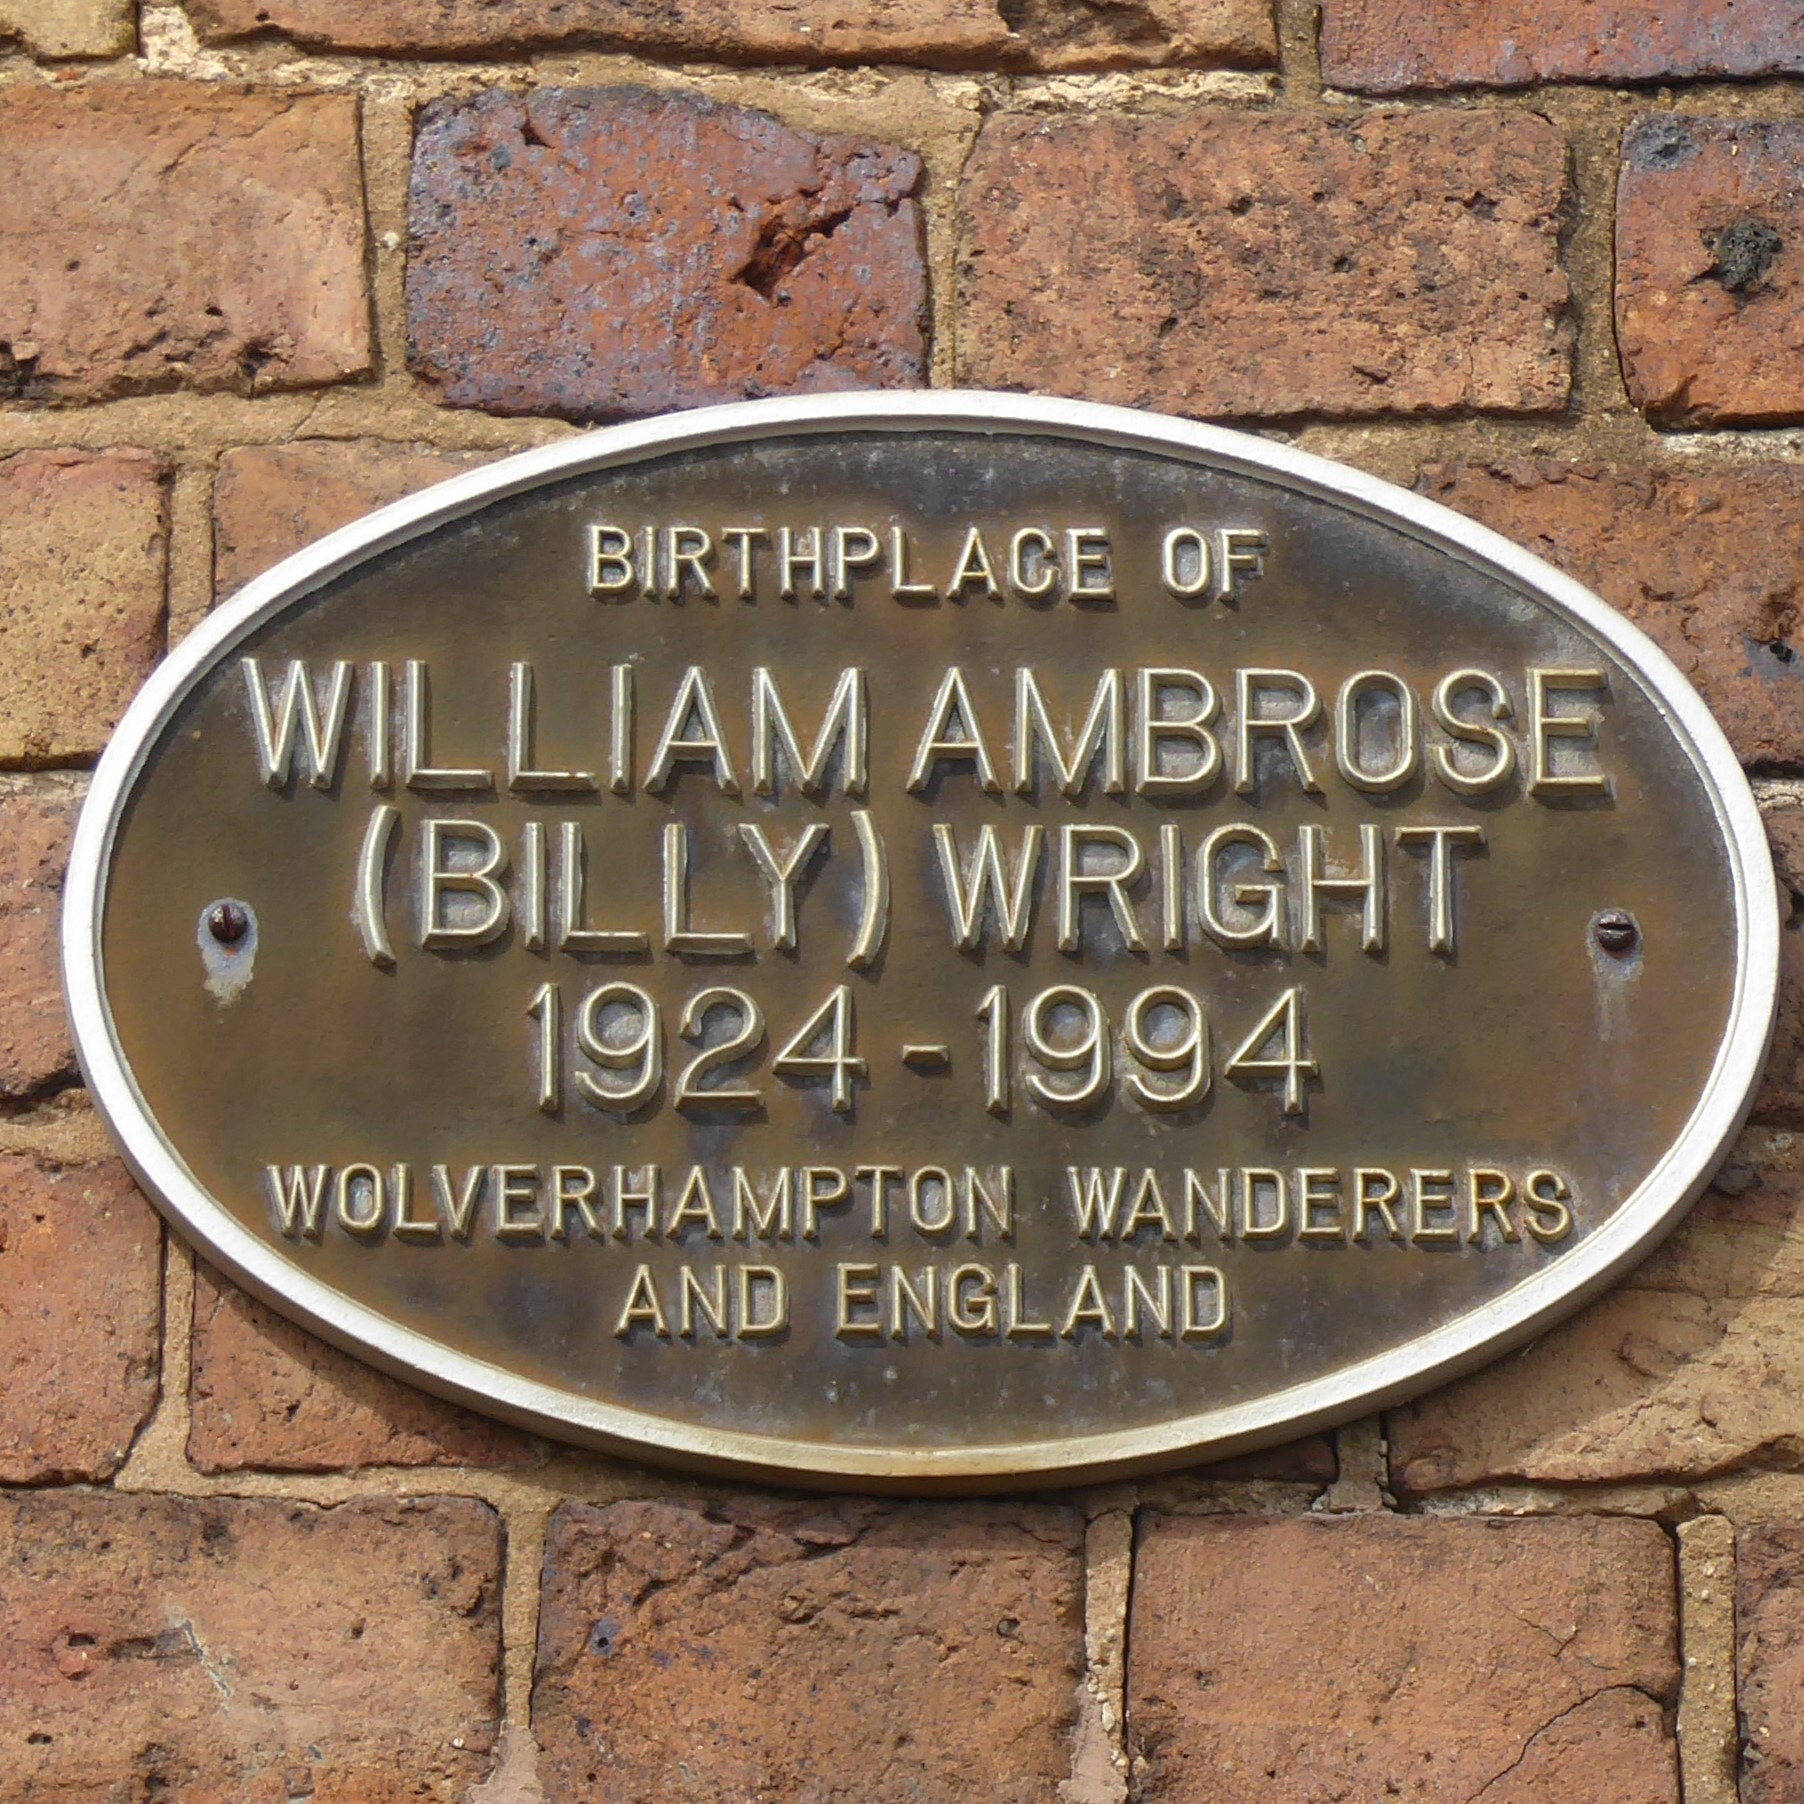 BIRTHPLACE OF
WILLIAM AMBROSE
(BILLY) WRIGHT
1924 - 1994
WOLVERHAMPTON WANDERERS
AND ENGLAND